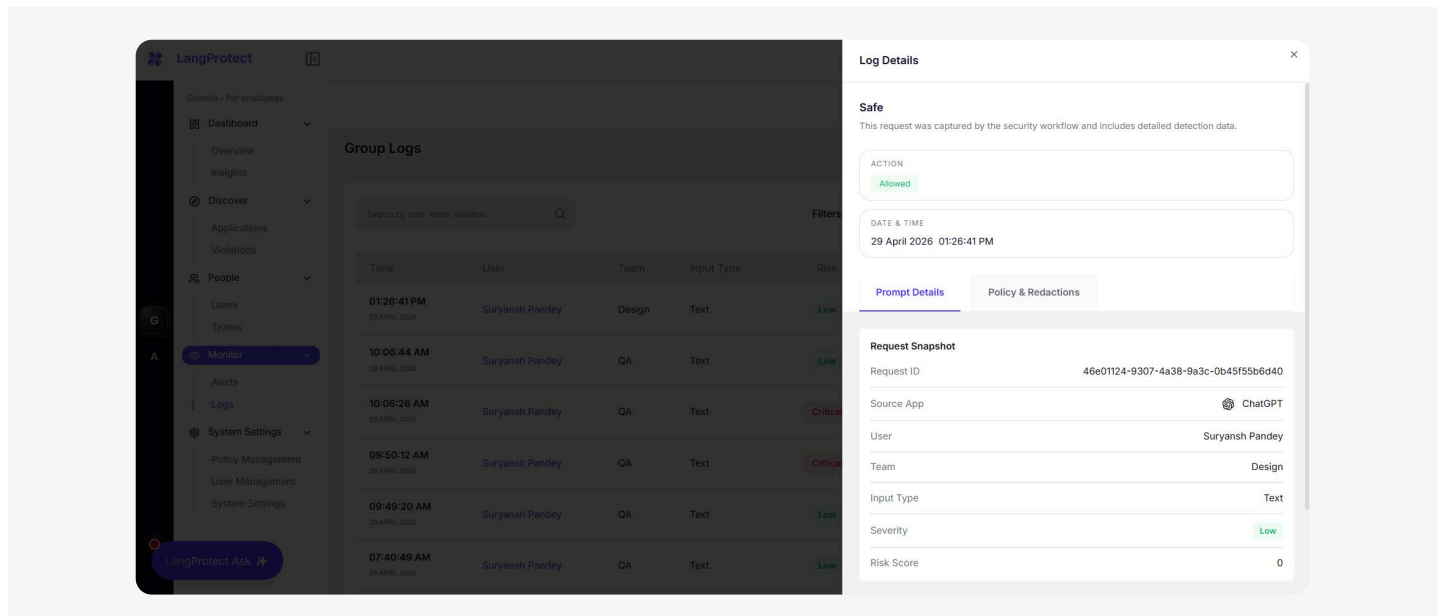 LangProtect
Guardia - For employees
Dashboard
Overview
Insights
Discover
Applications
Violations
People
Users
Teams
G
A
Monitor
Alerts
Logs
System Settings
Policy Management
User Management
System Settings
LangProtect Ask
Group Logs
Search by user, team, violation
Filters
Time User Team Input Type Risk
01:26:41 PM
29 APRIL 2026
Suryansh Pandey Design Text Low
10:06:44 AM
29 APRIL 2026
Suryansh Pandey QA Text Low
10:06:26 AM
29 APRIL 2026
Suryansh Pandey QA Text Critical
09:50:12 AM
29 APRIL 2026
Suryansh Pandey QA Text Critical
09:49:20 AM
29 APRIL 2026
Suryansh Pandey QA Text Low
07:40:49 AM
29 APRIL 2026
Suryansh Pandey QA Text Low
Log Details
Safe
This request was captured by the security workflow and includes detailed detection data.
ACTION
Allowed
DATE & TIME
29 April 2026 01:26:41 PM
Prompt Details Policy & Redactions
Request Snapshot
Request ID 46e01124-9307-4a38-9a3c-0b45f55b6d40
Source App ChatGPT
User Suryansh Pandey
Team Design
Input Type Text
Severity Low
Risk Score 0